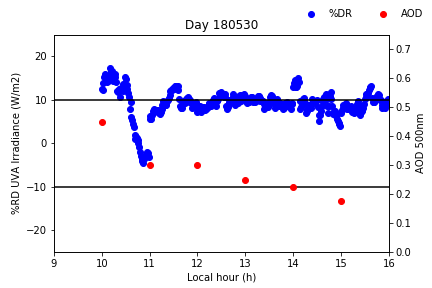 %DR AOD
Day 180530
%RD UVA Irradiance (W/m2)
20
10
0
−10
−20
AOD 500nm
0.7
0.6
0.5
0.4
0.3
0.2
0.1
0.0
9 10 11 12 13 14 15 16
Local hour (h)